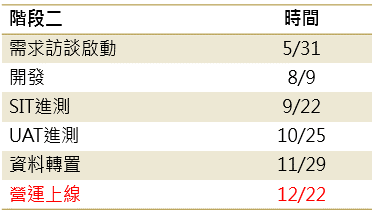 階段二 時間
需求訪談啟動 5/31
開發 8/9
SIT進測 9/22
UAT進測 10/25
資料轉置 11/29
營運上線 12/22